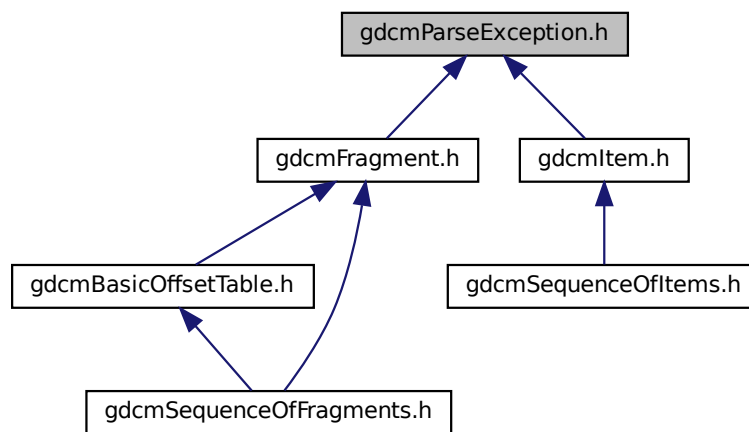 gdcmParseException.h
gdcmFragment.h
gdcmItem.h
gdcmBasicOffsetTable.h
gdcmSequenceOfItems.h
gdcmSequenceOfFragments.h